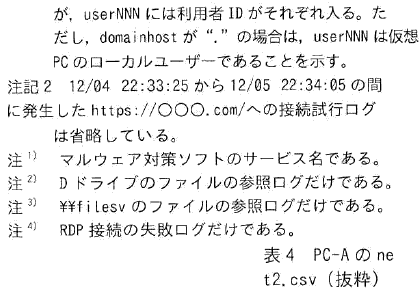 が，userNNN には利用者 ID がそれぞれ入る。た
だし，domainhost が “.” の場合は，userNNN は仮想
PC のローカルユーザーであることを示す。
注記2 12/04 22:33:25 から 12/05 22:34:05 の間
に発生した https://○○○.com/への接続試行ログ
は省略している。
注¹⁾ マルウェア対策ソフトのサービス名である。
注²⁾ D ドライブのファイルの参照ログだけである。
注³⁾ ¥¥filesv のファイルの参照ログだけである。
注⁴⁾ RDP 接続の失敗ログだけである。
表4 PC-A の ne
t2.csv（抜粋）